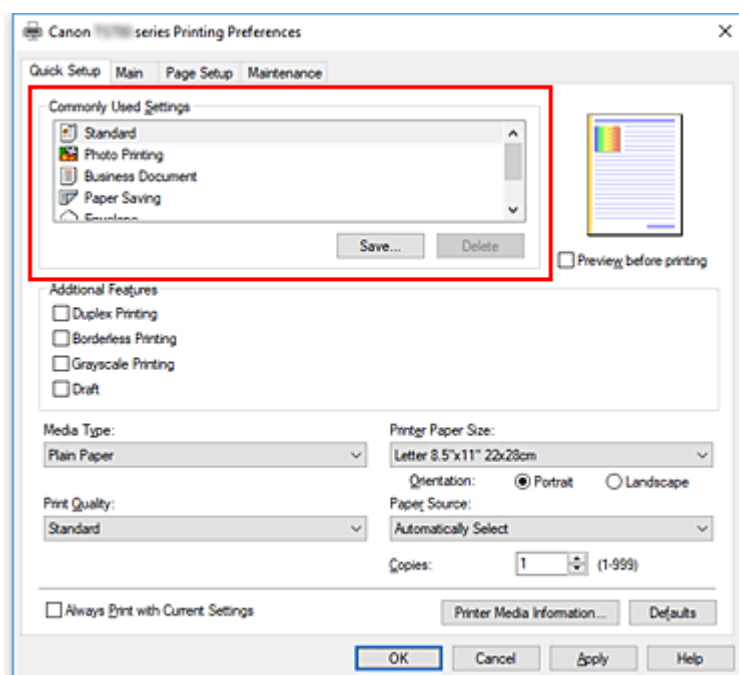 Canon series Printing Preferences
Quick Setup Main Page Setup Maintenance
Commonly Used Settings
Standard
Photo Printing
Business Document
Paper Saving
Envelope
Save... Delete
Preview before printing
Additional Features
Duplex Printing
Borderless Printing
Grayscale Printing
Draft
Media Type: Printer Paper Size:
Plain Paper Letter 8.5"x11" 22x28cm
Orientation: Portrait Landscape
Print Quality: Paper Source:
Standard Automatically Select
Copies: 1 (1-999)
Always Print with Current Settings Printer Media Information... Defaults
OK Cancel Apply Help